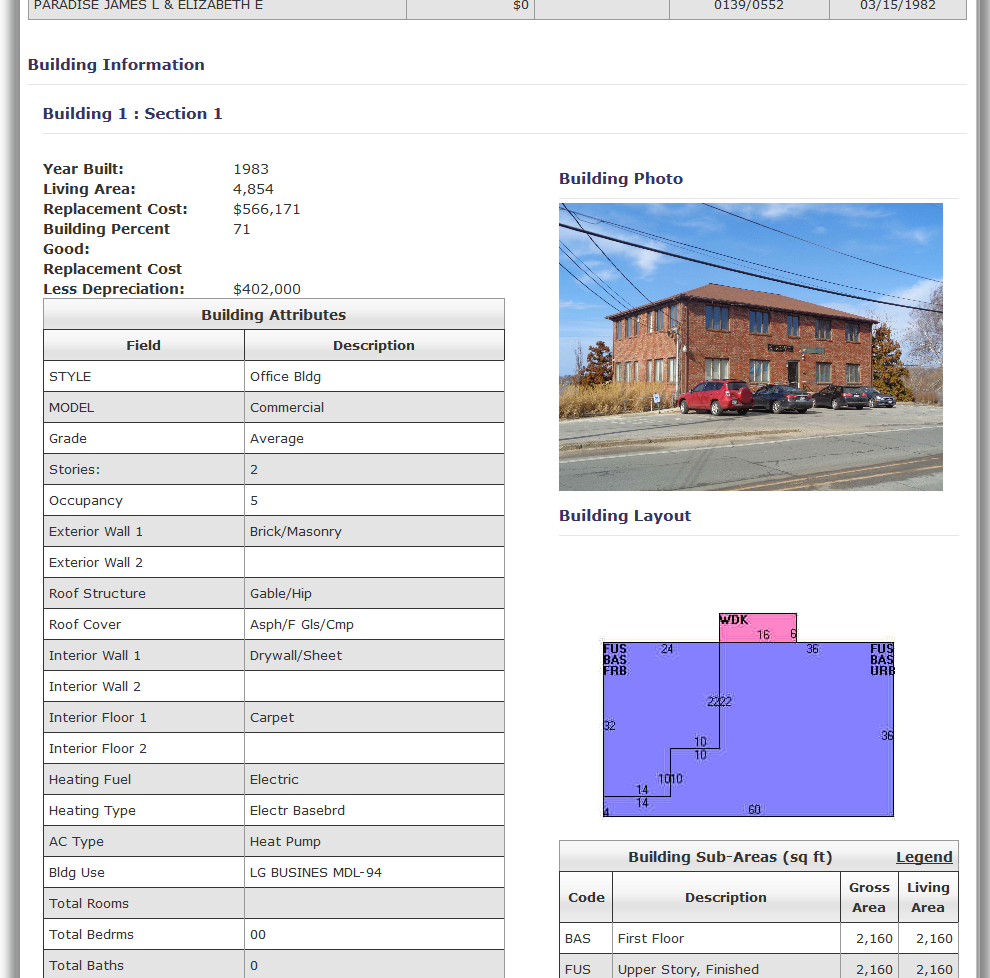 PARADISE JAMES L & ELIZABETH E $0 0139/0552 03/15/1982
Building Information
Building 1 : Section 1
Year Built: 1983
Living Area: 4,854
Replacement Cost: $566,171
Building Percent 71
Good:
Replacement Cost
Less Depreciation: $402,000
Building Attributes
Field Description
STYLE Office Bldg
MODEL Commercial
Grade Average
Stories: 2
Occupancy 5
Exterior Wall 1 Brick/Masonry
Exterior Wall 2
Roof Structure Gable/Hip
Roof Cover Asph/F Gls/Cmp
Interior Wall 1 Drywall/Sheet
Interior Wall 2
Interior Floor 1 Carpet
Interior Floor 2
Heating Fuel Electric
Heating Type Electr Basebrd
AC Type Heat Pump
Bldg Use LG BUSINES MDL-94
Total Rooms
Total Bedrms 00
Total Baths 0
Building Photo
Building Layout
WDK
16 6
FUS 24 36 FUS
BAS BAS
FRB URB
2222
32
36
10
10
1010
14
14
4 60
Building Sub-Areas (sq ft) Legend
Code Description Gross Area Living Area
BAS First Floor 2,160 2,160
FUS Upper Story, Finished 2,160 2,160